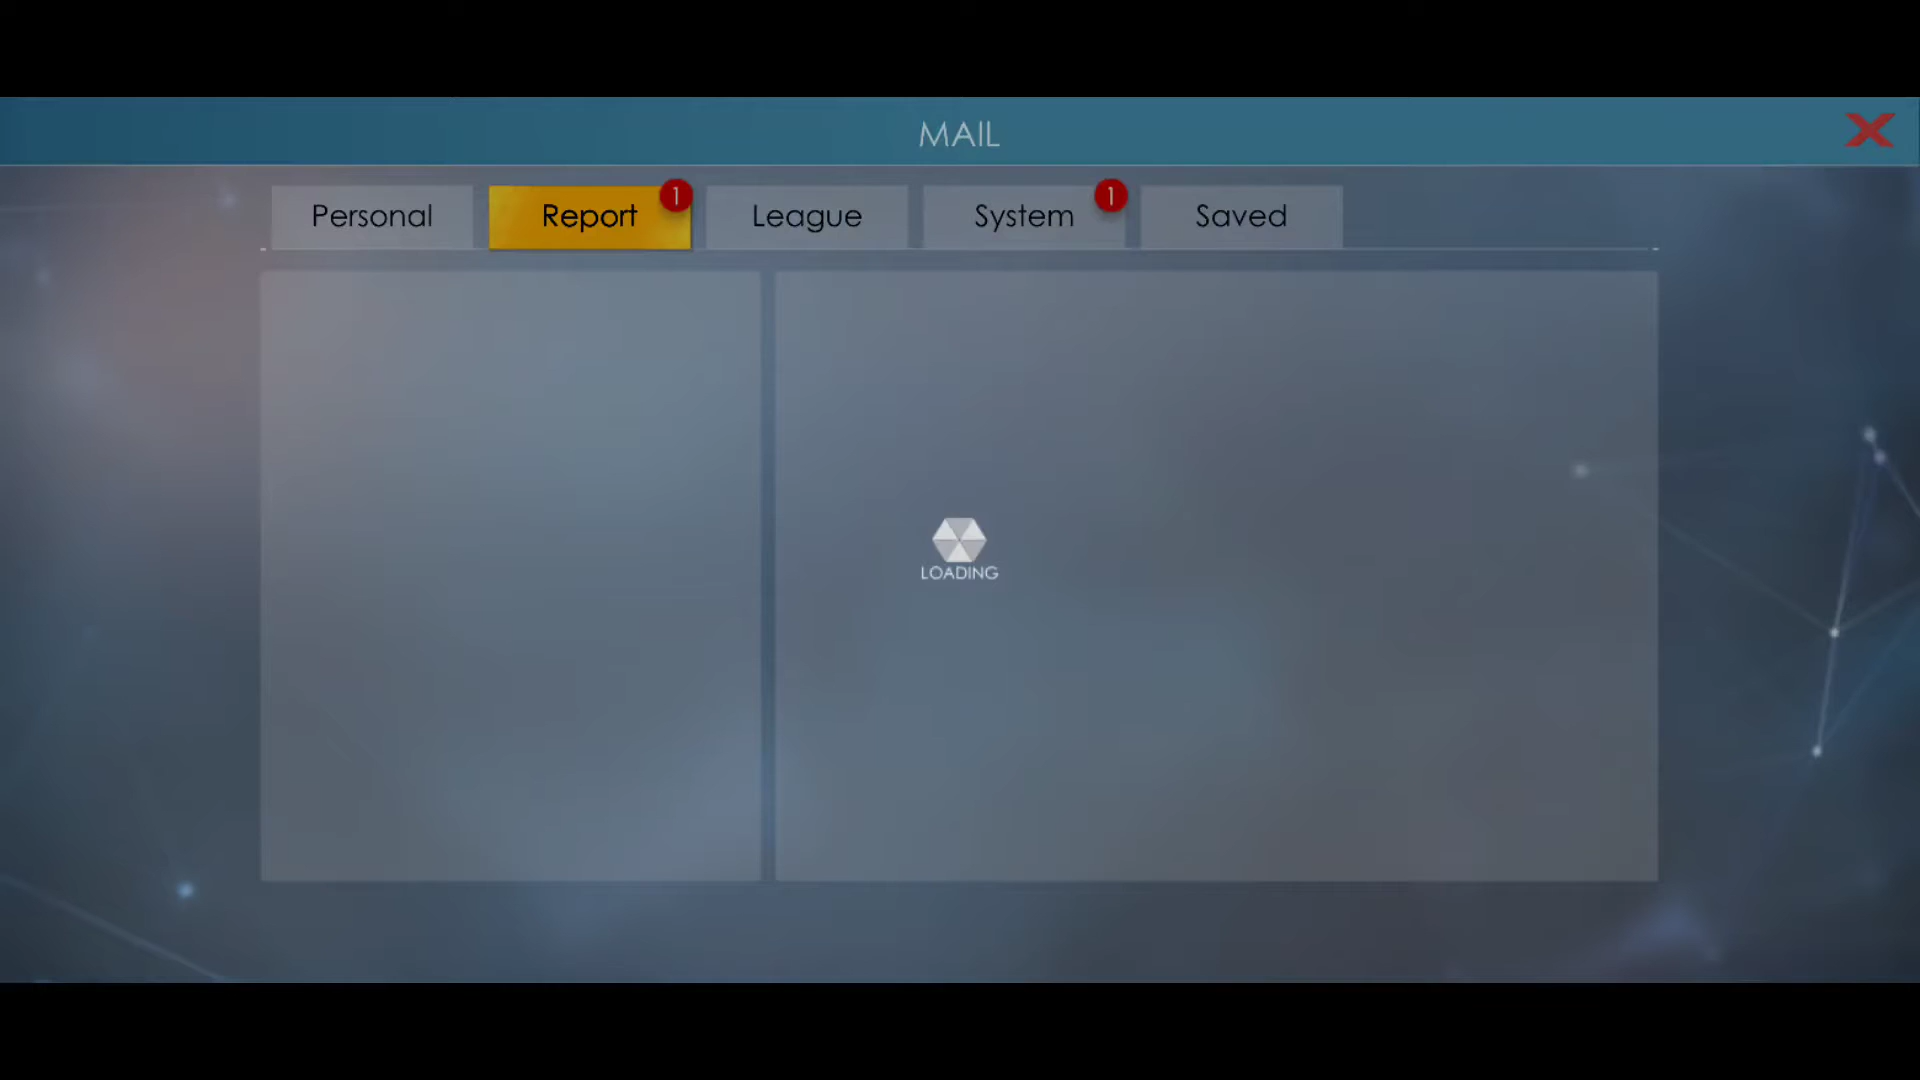 MAIL
Personal
Report
1
League
System
1
Saved
LOADING